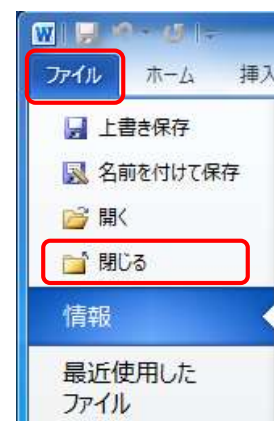 W
ファイル ホーム 挿入
上書き保存
名前を付けて保存
開く
閉じる
情報
最近使用した
ファイル